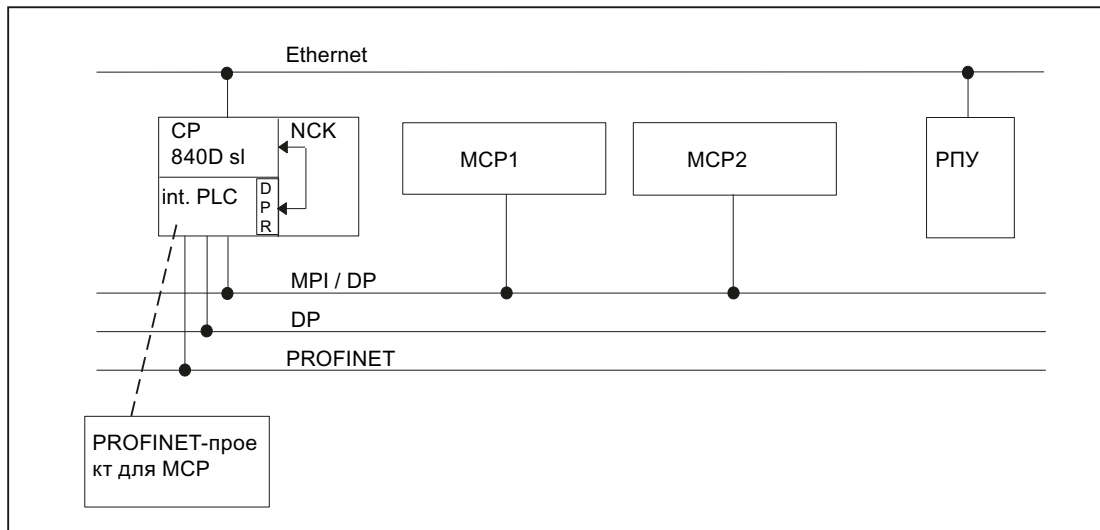 Ethernet
CP
840D sl
NCK
int. PLC
D
P
R
MCP1
MCP2
РПУ
MPI / DP
DP
PROFINET
PROFINET-прое
кт для MCP